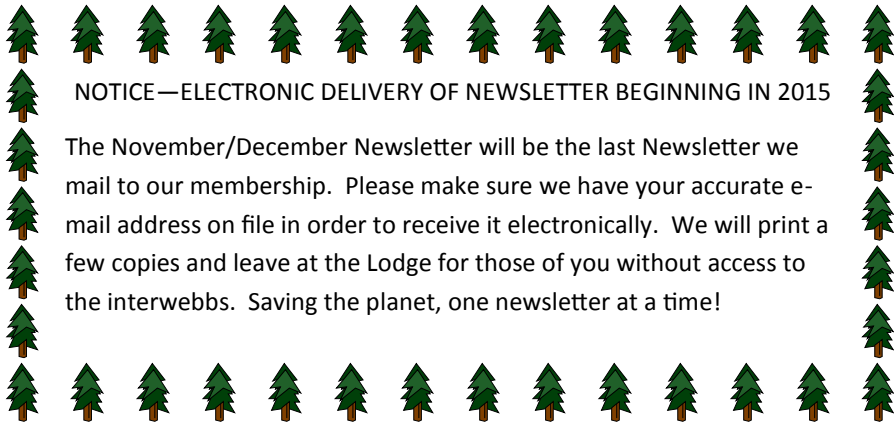 NOTICE—ELECTRONIC DELIVERY OF NEWSLETTER BEGINNING IN 2015
The November/December Newsletter will be the last Newsletter we
mail to our membership.  Please make sure we have your accurate e-
mail address on file in order to receive it electronically.  We will print a
few copies and leave at the Lodge for those of you without access to
the interwebbs.  Saving the planet, one newsletter at a time!